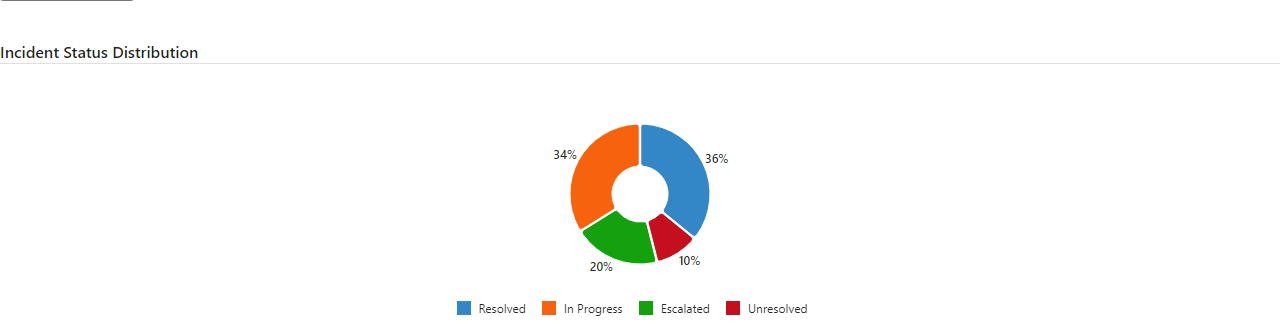 Incident Status Distribution
34%
36%
20%
10%
Resolved In Progress Escalated Unresolved